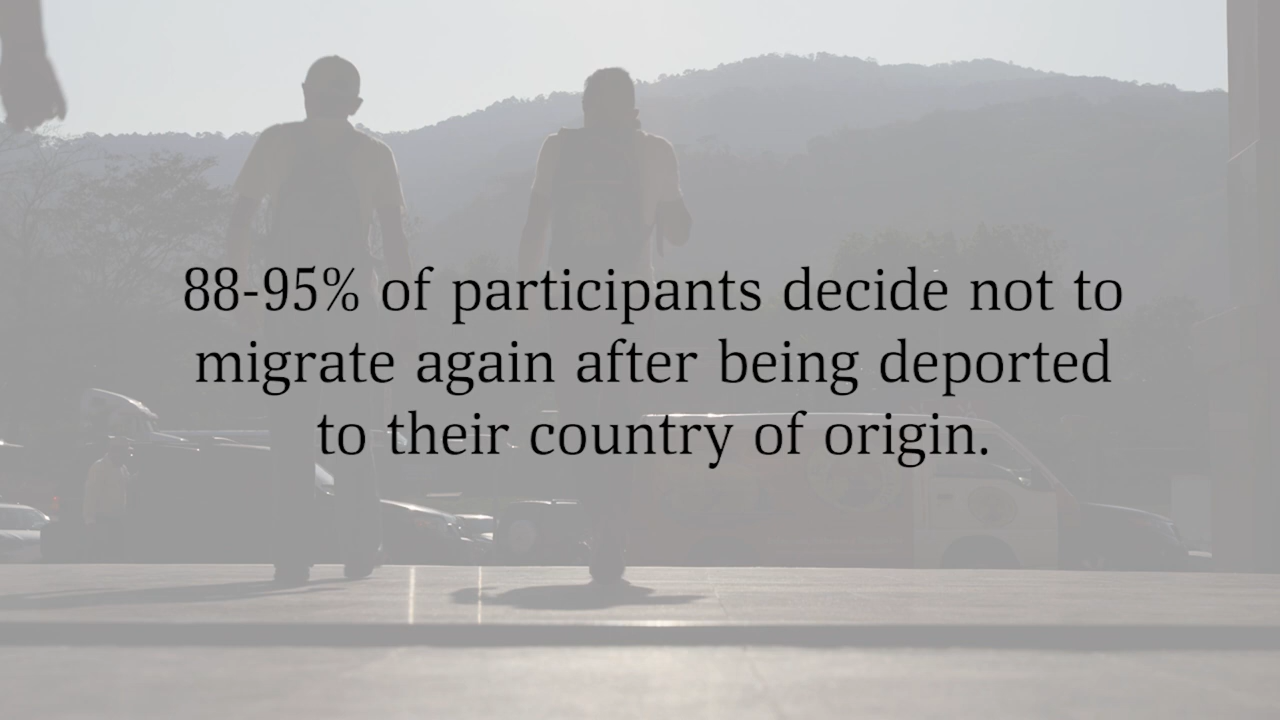 88-95% of participants decide not to
migrate again after being deported
to their country of origin.